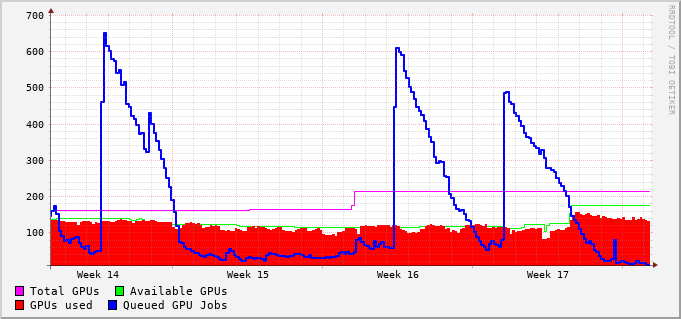 700
600
500
400
300
200
100
Week 14 Week 15 Week 16 Week 17
Total GPUs Available GPUs
GPUs used Queued GPU Jobs
RRDTOOL / TOBI OETIKER